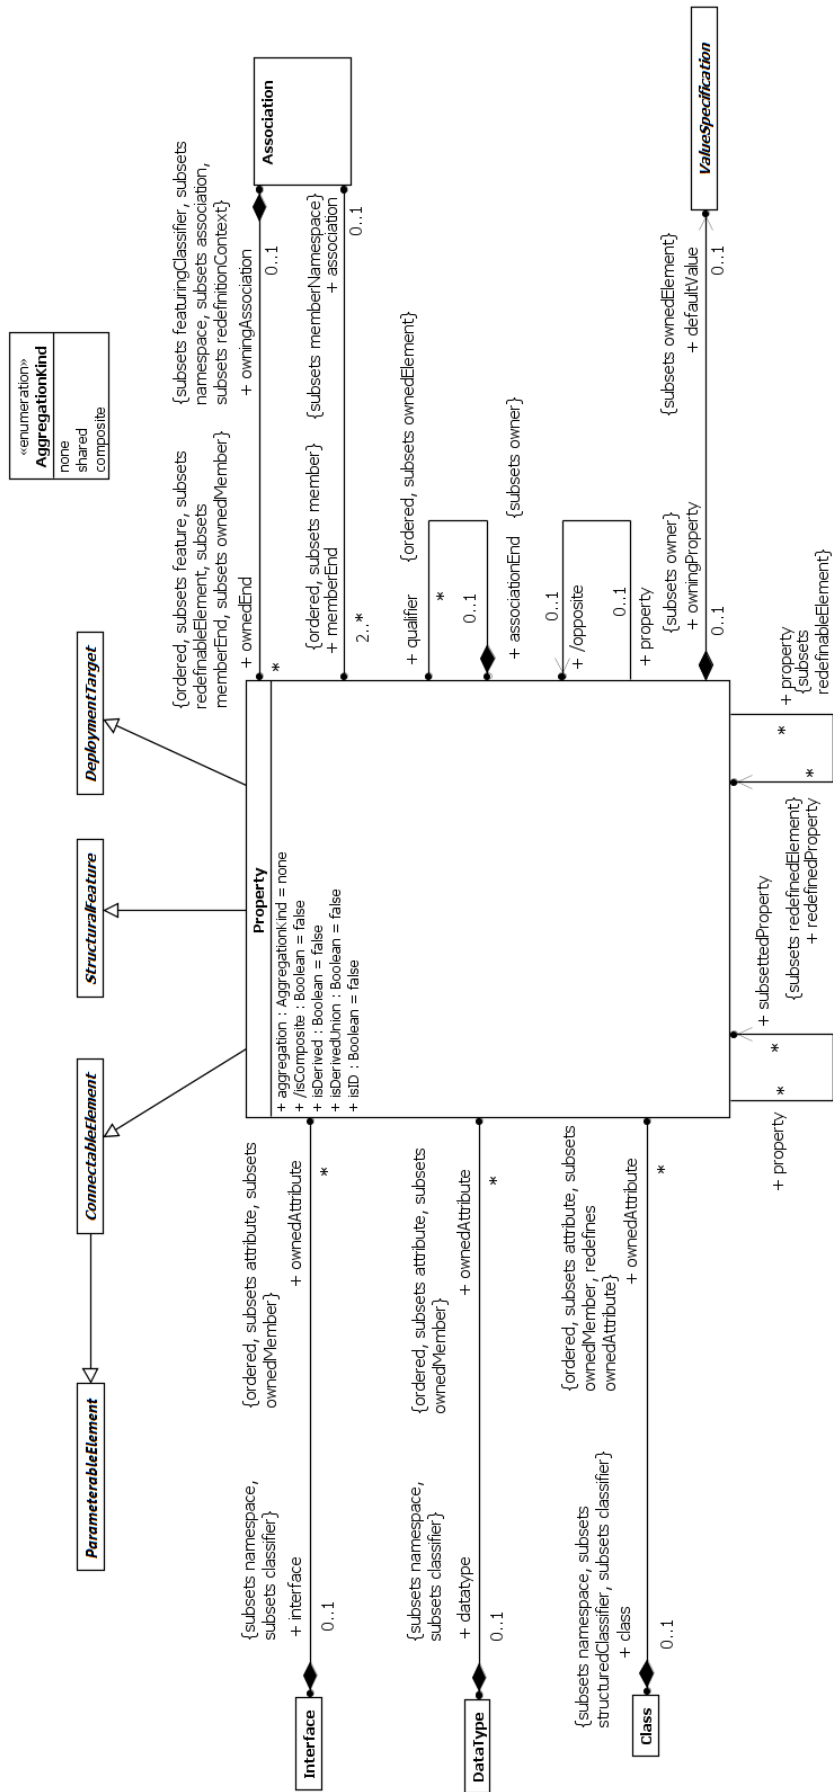 «enumeration»
AggregationKind
none
shared
composite
ParameterableElement
ConnectableElement
StructuralFeature
DeploymentTarget
Property
+ aggregation : AggregationKind = none
+ /isComposite : Boolean = false
+ isDerived : Boolean = false
+ isDerivedUnion : Boolean = false
+ isID : Boolean = false
Interface
{subsets namespace,
subsets classifier}
+ interface
0..1
{ordered, subsets attribute, subsets
ownedMember}
+ ownedAttribute
*
DataType
{subsets namespace,
subsets classifier}
+ datatype
0..1
{ordered, subsets attribute, subsets
ownedMember}
+ ownedAttribute
*
Class
{subsets namespace, subsets
structuredClassifier, subsets classifier}
+ class
0..1
{ordered, subsets attribute, subsets
ownedMember, redefines
ownedAttribute}
+ ownedAttribute
*
{ordered, subsets feature, subsets
redefinableElement, subsets
memberEnd, subsets ownedMember}
+ ownedEnd
*
{subsets featuringClassifier, subsets
namespace, subsets association,
subsets redefinitionContext}
+ owningAssociation
0..1
Association
{ordered, subsets member}
+ memberEnd
2..*
{subsets memberNamespace}
+ association
0..1
+ qualifier
{ordered, subsets ownedElement}
*
0..1
+ associationEnd
{subsets owner}
+ /opposite
0..1
0..1
+ property
{subsets owner}
+ owningProperty
0..1
{subsets ownedElement}
+ defaultValue
0..1
ValueSpecification
+ property
*
+ subsettedProperty
*
{subsets redefinedElement}
+ redefinedProperty
*
+ property
{subsets
redefinableElement}
*